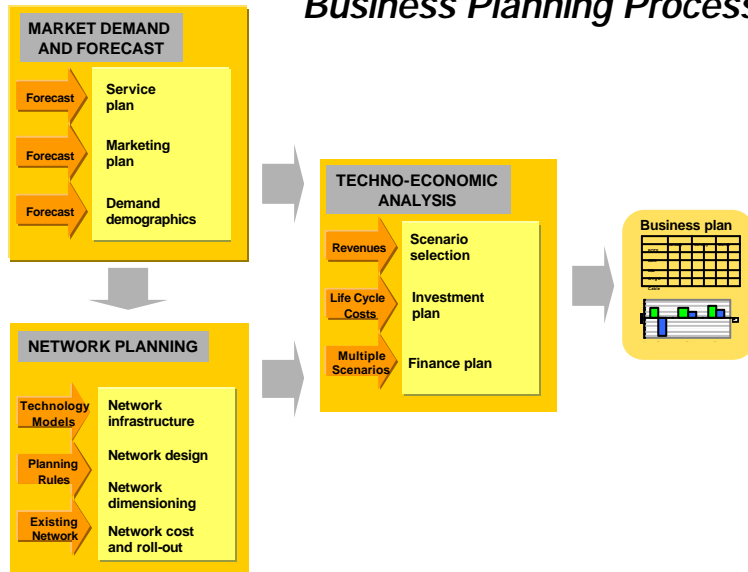 Business Planning Process
MARKET DEMAND
AND FORECAST
Forecast
Service
plan
Forecast
Marketing
plan
Forecast
Demand
demographics
TECHNO-ECONOMIC
ANALYSIS
Revenues
Scenario
selection
Life Cycle
Costs
Investment
plan
Multiple
Scenarios
Finance plan
Business plan
Cable
NETWORK PLANNING
Technology
Models
Network
infrastructure
Planning
Rules
Network design
Network
dimensioning
Existing
Network
Network cost
and roll-out